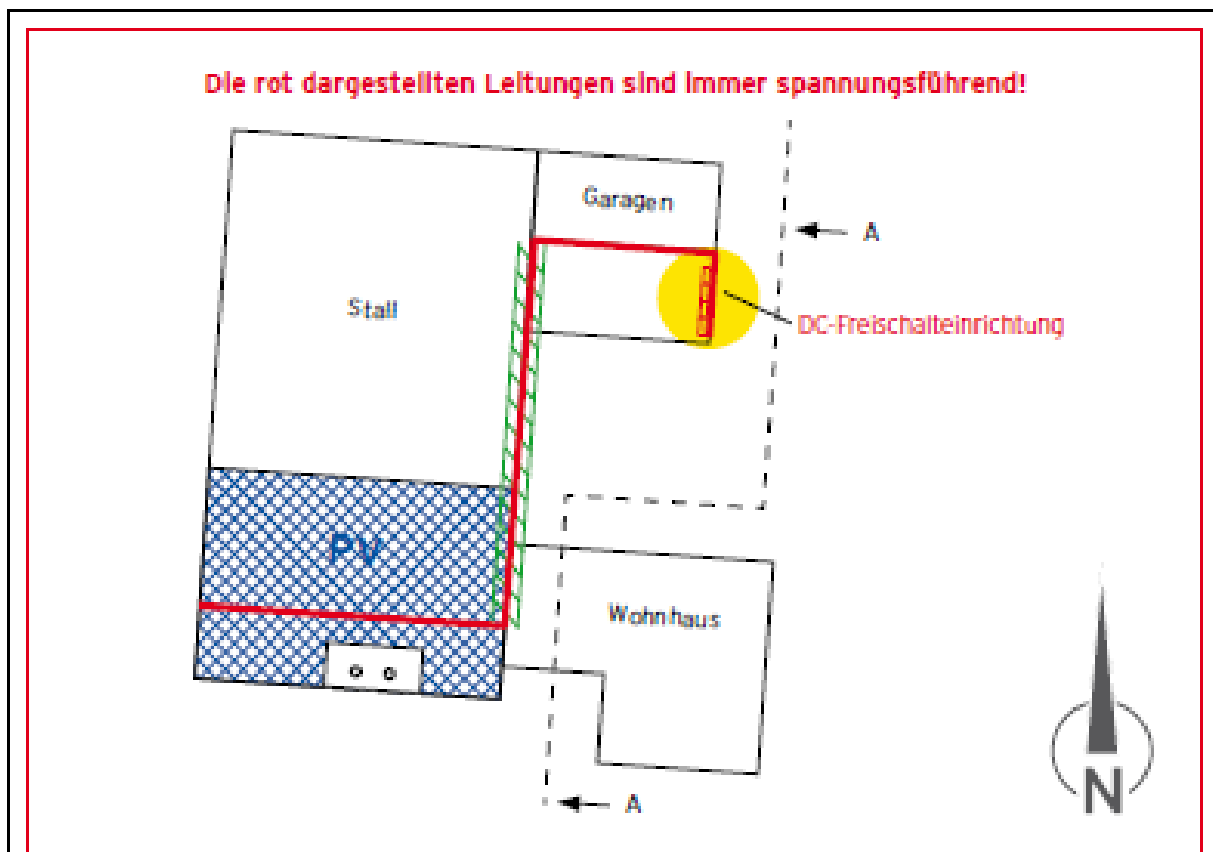 Die rot dargestellten Leitungen sind immer spannungsführend!
Garagen
A
Stall
DC-Freischalteinrichtung
PV
Wohnhaus
A
N